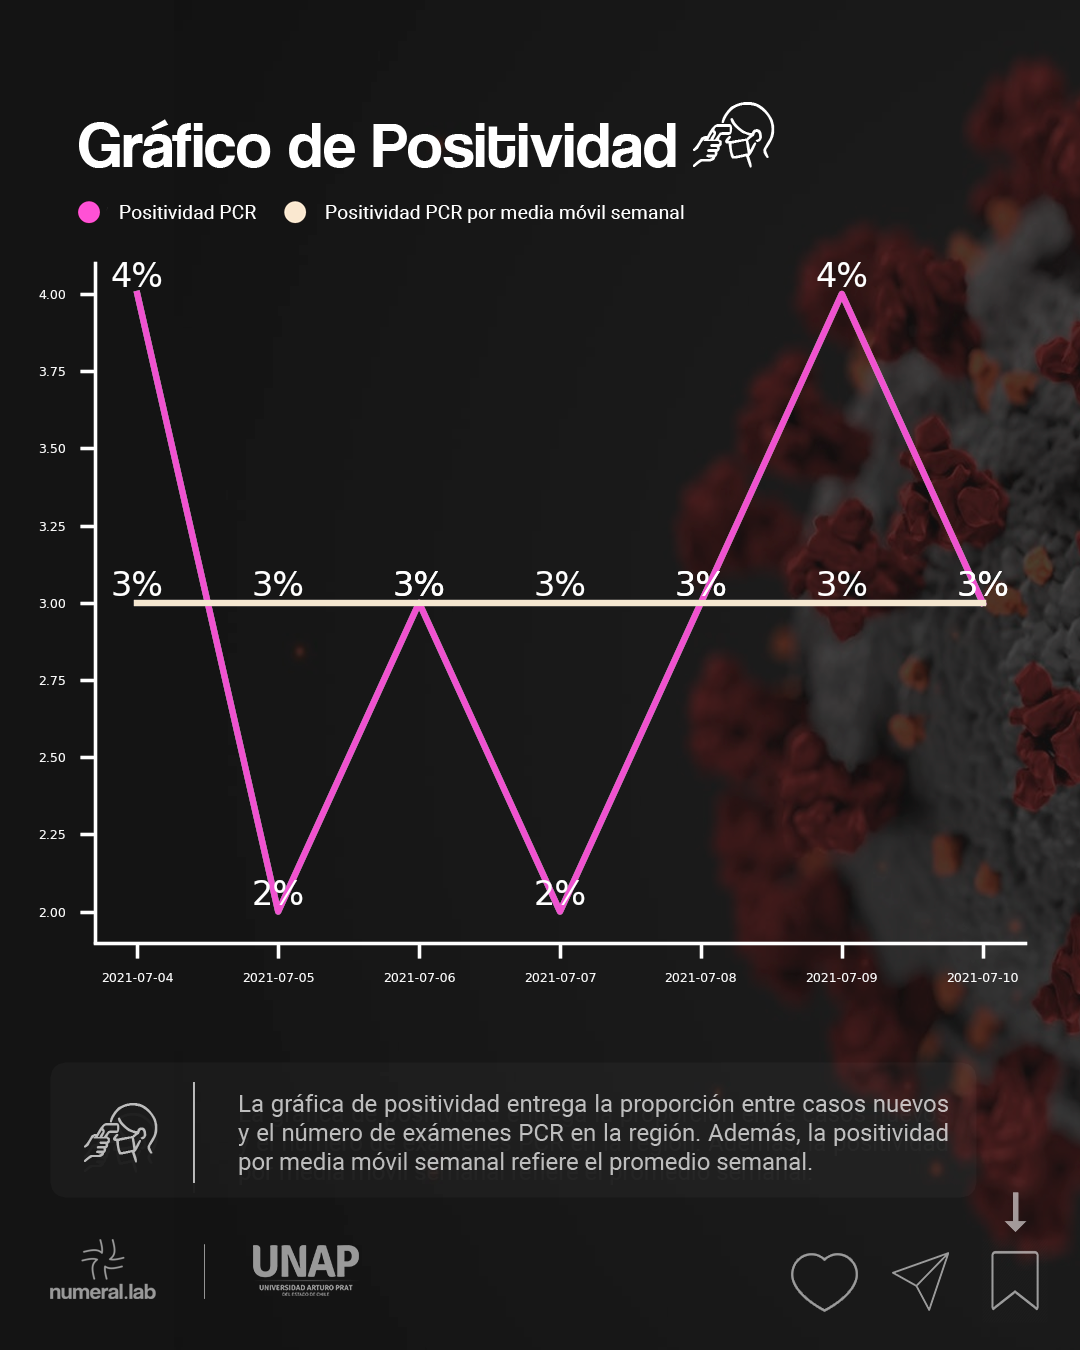 Gráfico de Positividad
Positividad PCR
Positividad PCR por media móvil semanal
4% 4%
4.00
3.75
3.50
3.25
3% 3% 3% 3% 3% 3% 3%
3.00
2.75
2.50
2.25
2% 2%
2.00
2021-07-04 2021-07-05 2021-07-06 2021-07-07 2021-07-08 2021-07-09 2021-07-10
La gráfica de positividad entrega la proporción entre casos nuevos
y el número de exámenes PCR en la región. Además, la positividad
por media móvil semanal refiere el promedio semanal.
numeral.lab
UNAP
UNIVERSIDAD ARTURO PRAT
DEL ESTADO DE CHILE